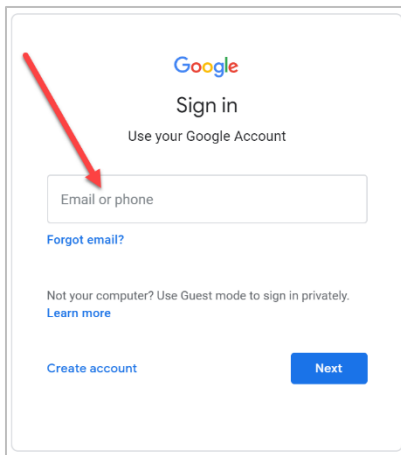 Google
Sign in
Use your Google Account
Email or phone
Forgot email?
Not your computer? Use Guest mode to sign in privately.
Learn more
Create account
Next